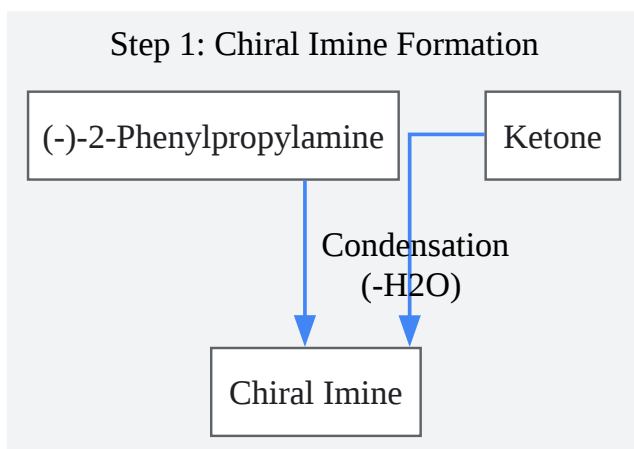 Step 1: Chiral Imine Formation
(-)-2-Phenylpropylamine
Ketone
Condensation
(-H2O)
Chiral Imine